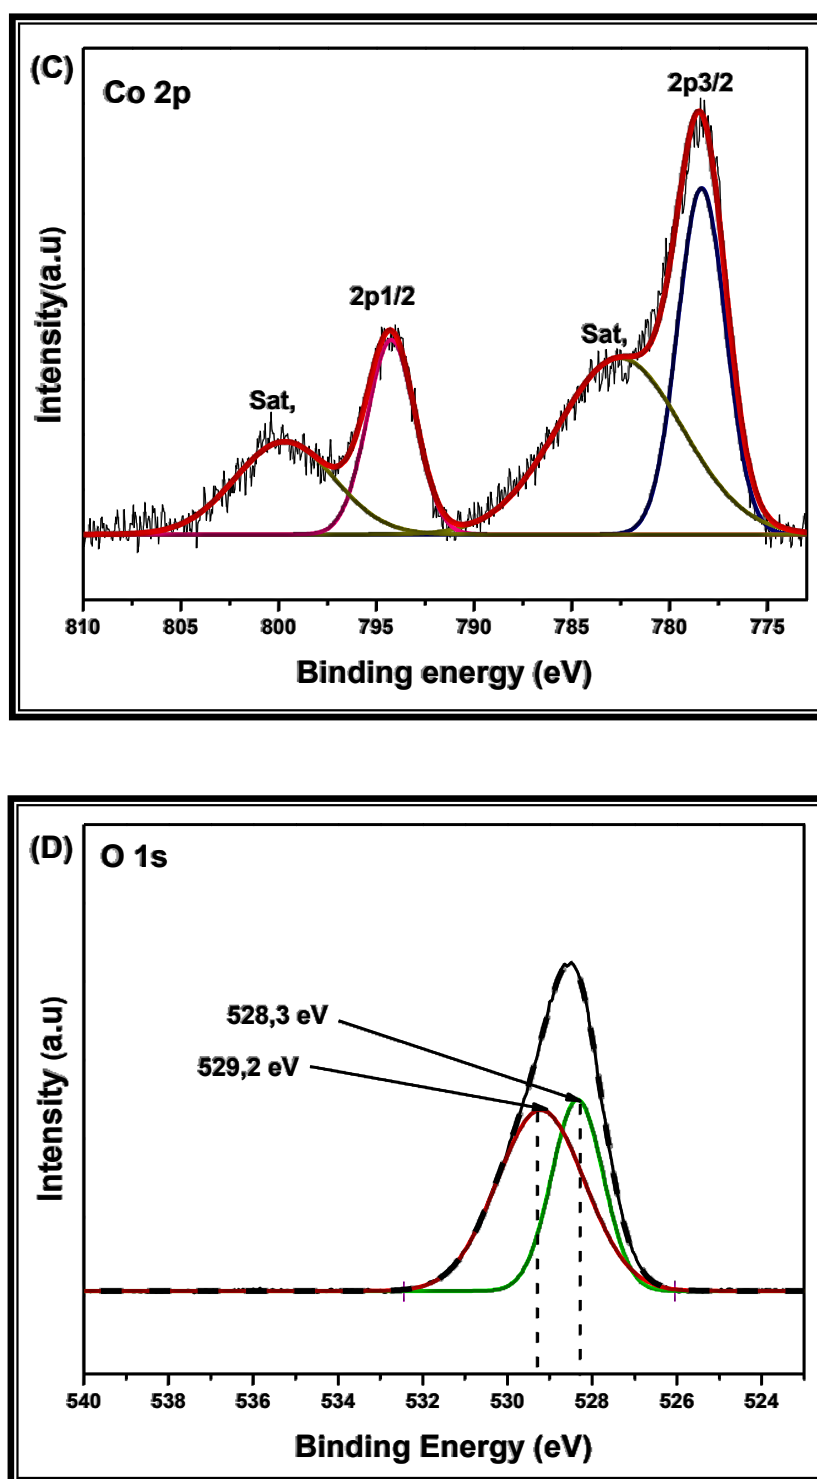 (C)
Co 2p
2p3/2
2p1/2
Sat,
Sat,
Intensity(a.u)
810 805 800 795 790 785 780 775
Binding energy (eV)
(D)
O 1s
528,3 eV
529,2 eV
Intensity (a.u)
540 538 536 534 532 530 528 526 524
Binding Energy (eV)